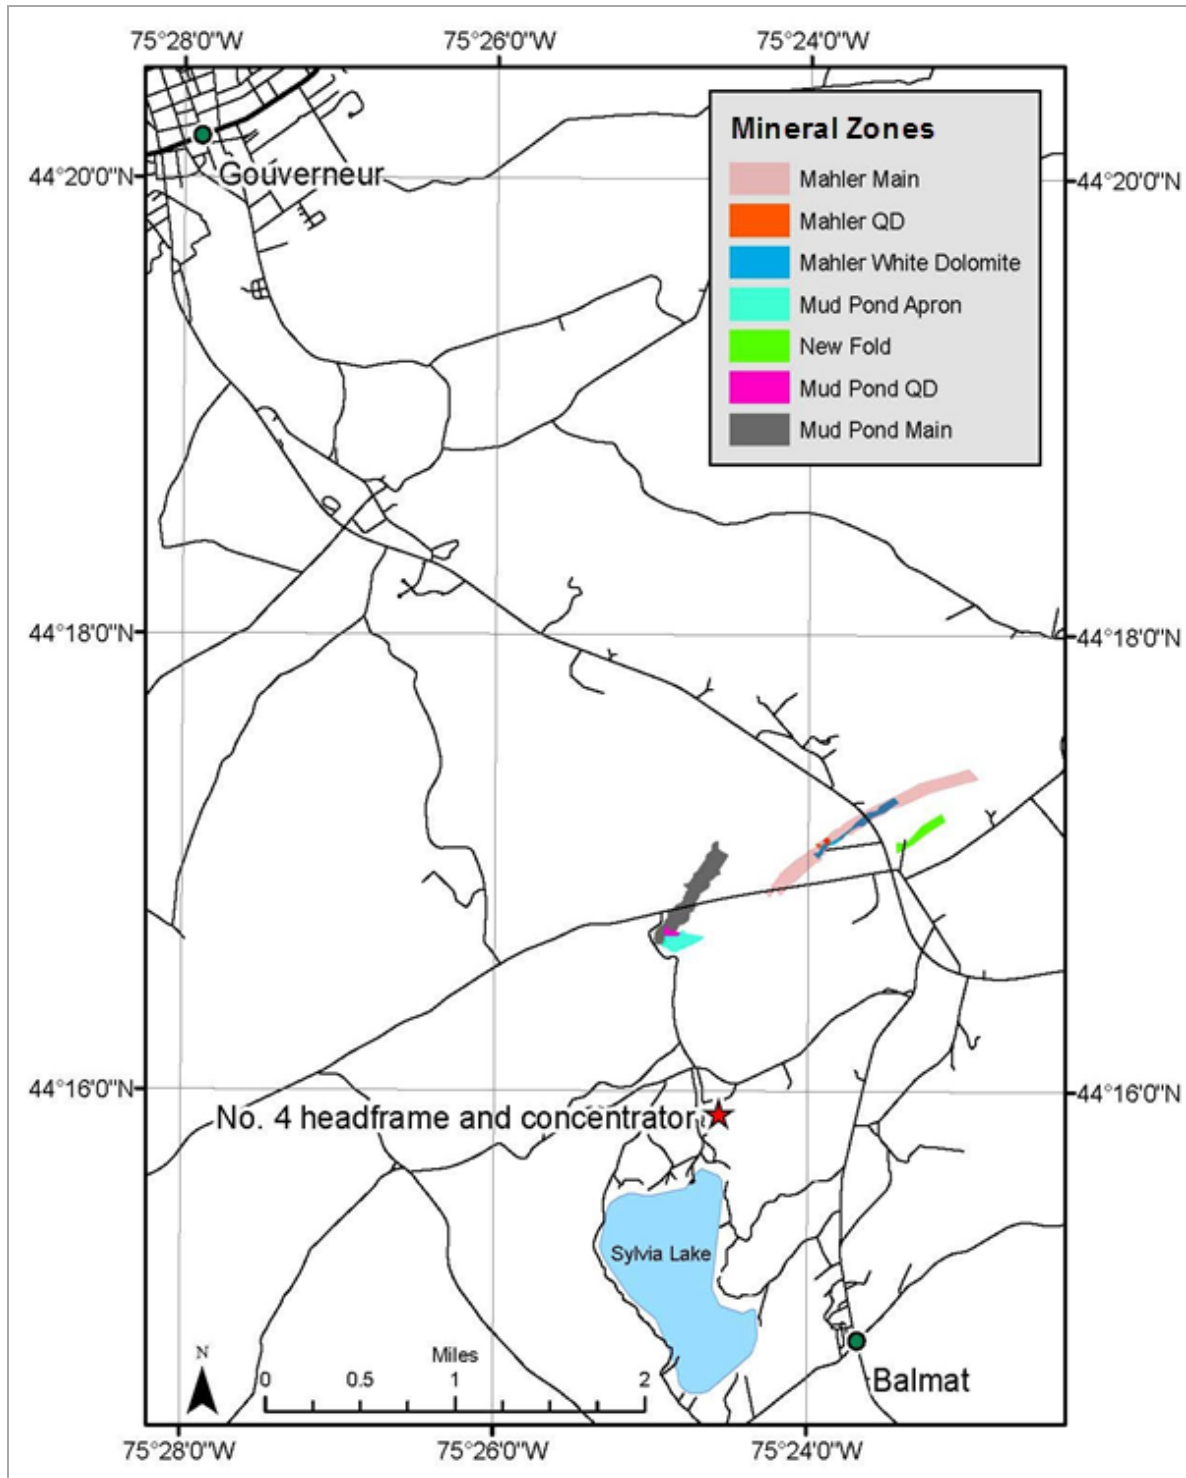 75°28'0"W 75°26'0"W 75°24'0"W
Mineral Zones
Mahler Main
Mahler QD
Mahler White Dolomite
Mud Pond Apron
New Fold
Mud Pond QD
Mud Pond Main
Gouverneur
44°20'0"N 44°20'0"N
44°18'0"N 44°18'0"N
44°16'0"N 44°16'0"N
No. 4 headframe and concentrator
Sylvia Lake
N
Miles
0 0.5 1 2
Balmat
75°28'0"W 75°26'0"W 75°24'0"W